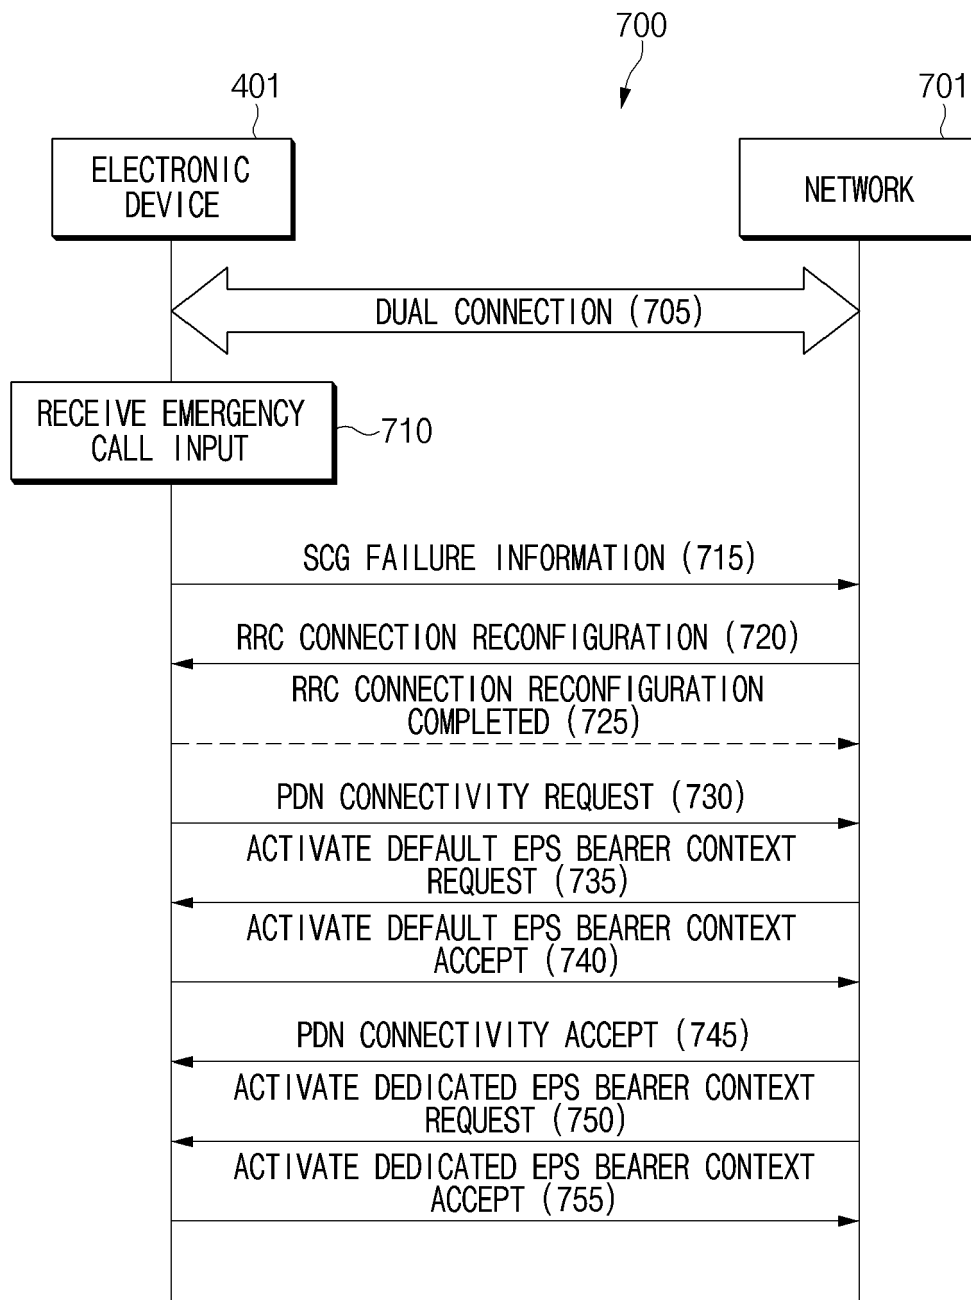 700
401
701
ELECTRONIC
DEVICE
NETWORK
DUAL CONNECTION (705)
RECEIVE EMERGENCY
CALL INPUT
710
SCG FAILURE INFORMATION (715)
RRC CONNECTION RECONFIGURATION (720)
RRC CONNECTION RECONFIGURATION
COMPLETED (725)
PDN CONNECTIVITY REQUEST (730)
ACTIVATE DEFAULT EPS BEARER CONTEXT
REQUEST (735)
ACTIVATE DEFAULT EPS BEARER CONTEXT
ACCEPT (740)
PDN CONNECTIVITY ACCEPT (745)
ACTIVATE DEDICATED EPS BEARER CONTEXT
REQUEST (750)
ACTIVATE DEDICATED EPS BEARER CONTEXT
ACCEPT (755)